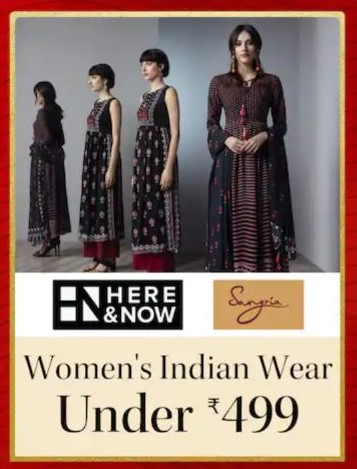 HERE
&NOW
Sangria
Women's Indian Wear
Under ₹499